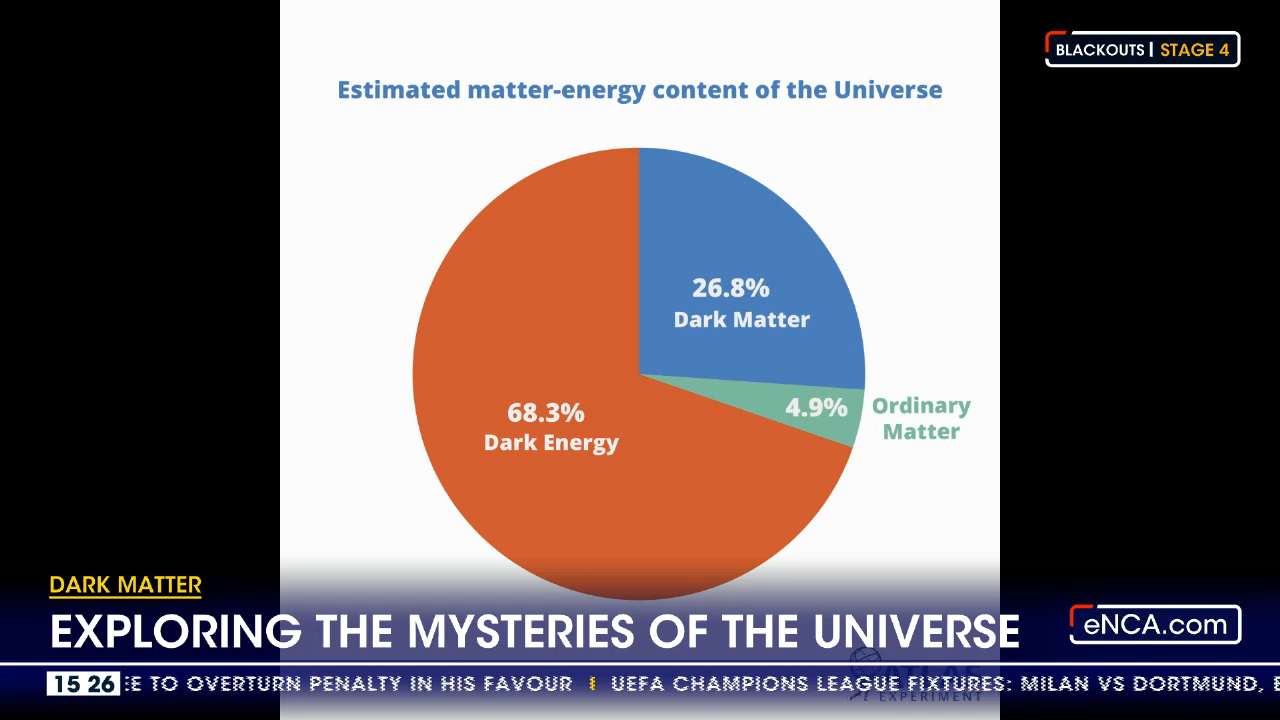 BLACKOUTS | STAGE 4
Estimated matter-energy content of the Universe
26.8%
Dark Matter
4.9%
Ordinary
Matter
68.3%
Dark Energy
DARK MATTER
EXPLORING THE MYSTERIES OF THE UNIVERSE
eNCA.com
ATLAS
EXPERIMENT
15 26
TO OVERTURN PENALTY IN HIS FAVOUR UEFA CHAMPIONS LEAGUE FIXTURES: MILAN VS DORTMUND,